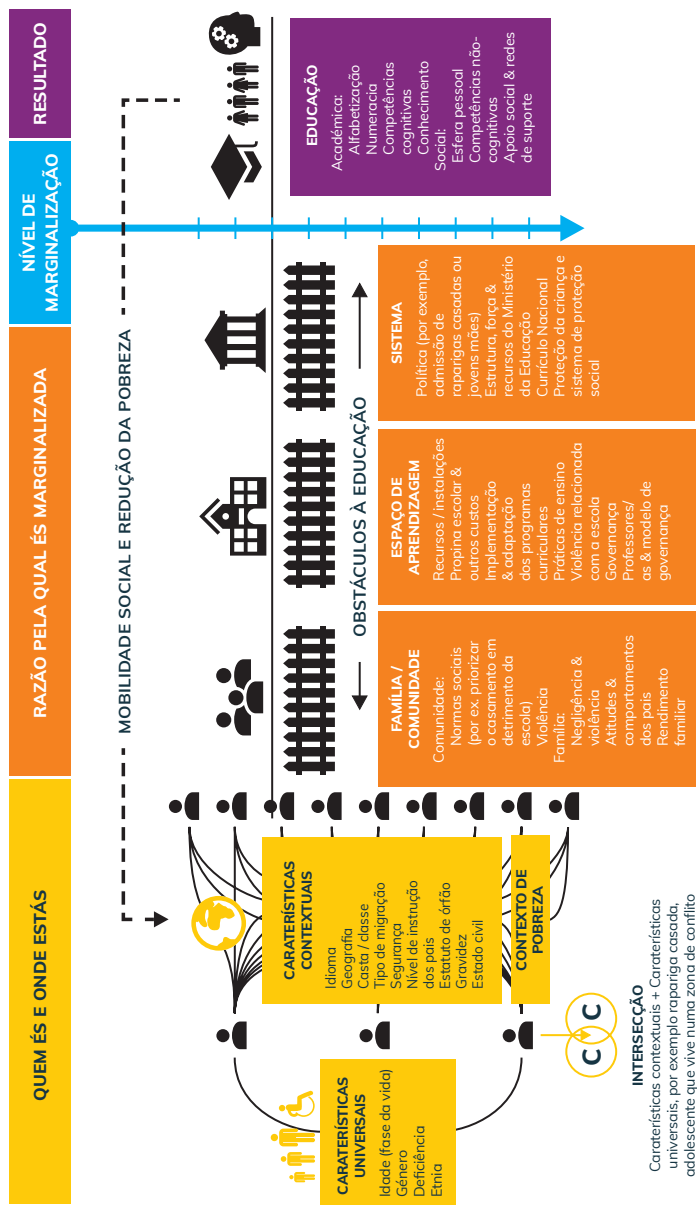 QUEM ÉS E ONDE ESTÁS
RAZÃO PELA QUAL ÉS MARGINALIZADA
NÍVEL DE
MARGINALIZAÇÃO
RESULTADO
MOBILIDADE SOCIAL E REDUÇÃO DA POBREZA
CARATERÍSTICAS
UNIVERSAIS
Idade (fase da vida)
Género
Deficiência
Etnia
CARATERÍSTICAS
CONTEXTUAIS
Idioma
Geografia
Casta / classe
Tipo de migração
Segurança
Nível de instrução
dos pais
Estatuto de órfão
Gravidez
Estado civil
CONTEXTO DE
POBREZA
C C
INTERSECÇÃO
Caraterísticas contextuais + Caraterísticas
universais, por exemplo rapariga casada,
adolescente que vive numa zona de conflito
OBSTÁCULOS À EDUCAÇÃO
FAMÍLIA /
COMUNIDADE
Comunidade:
Normas sociais
(por ex. priorizar
o casamento em
detrimento da
escola)
Violência
Família:
Negligência &
violência
Atitudes &
comportamentos
dos pais
Rendimento
familiar
ESPAÇO DE
APRENDIZAGEM
Recursos / instalações
Propina escolar &
outros custos
Implementação
& adaptação
dos programas
curriculares
Práticas de ensino
Violência relacionada
com a escola
Governança
Professores/
as & modelo de
governança
SISTEMA
Política (por exemplo,
admissão de
raparigas casadas ou
jovens mães)
Estrutura, força &
recursos do Ministério
da Educação
Currículo Nacional
Proteção da criança e
sistema de proteção
social
EDUCAÇÃO
Académica:
Alfabetização
Numeracia
Competências
cognitivas
Conhecimento
Social:
Esfera pessoal
Competências não-
cognitivas
Apoio social & redes
de suporte